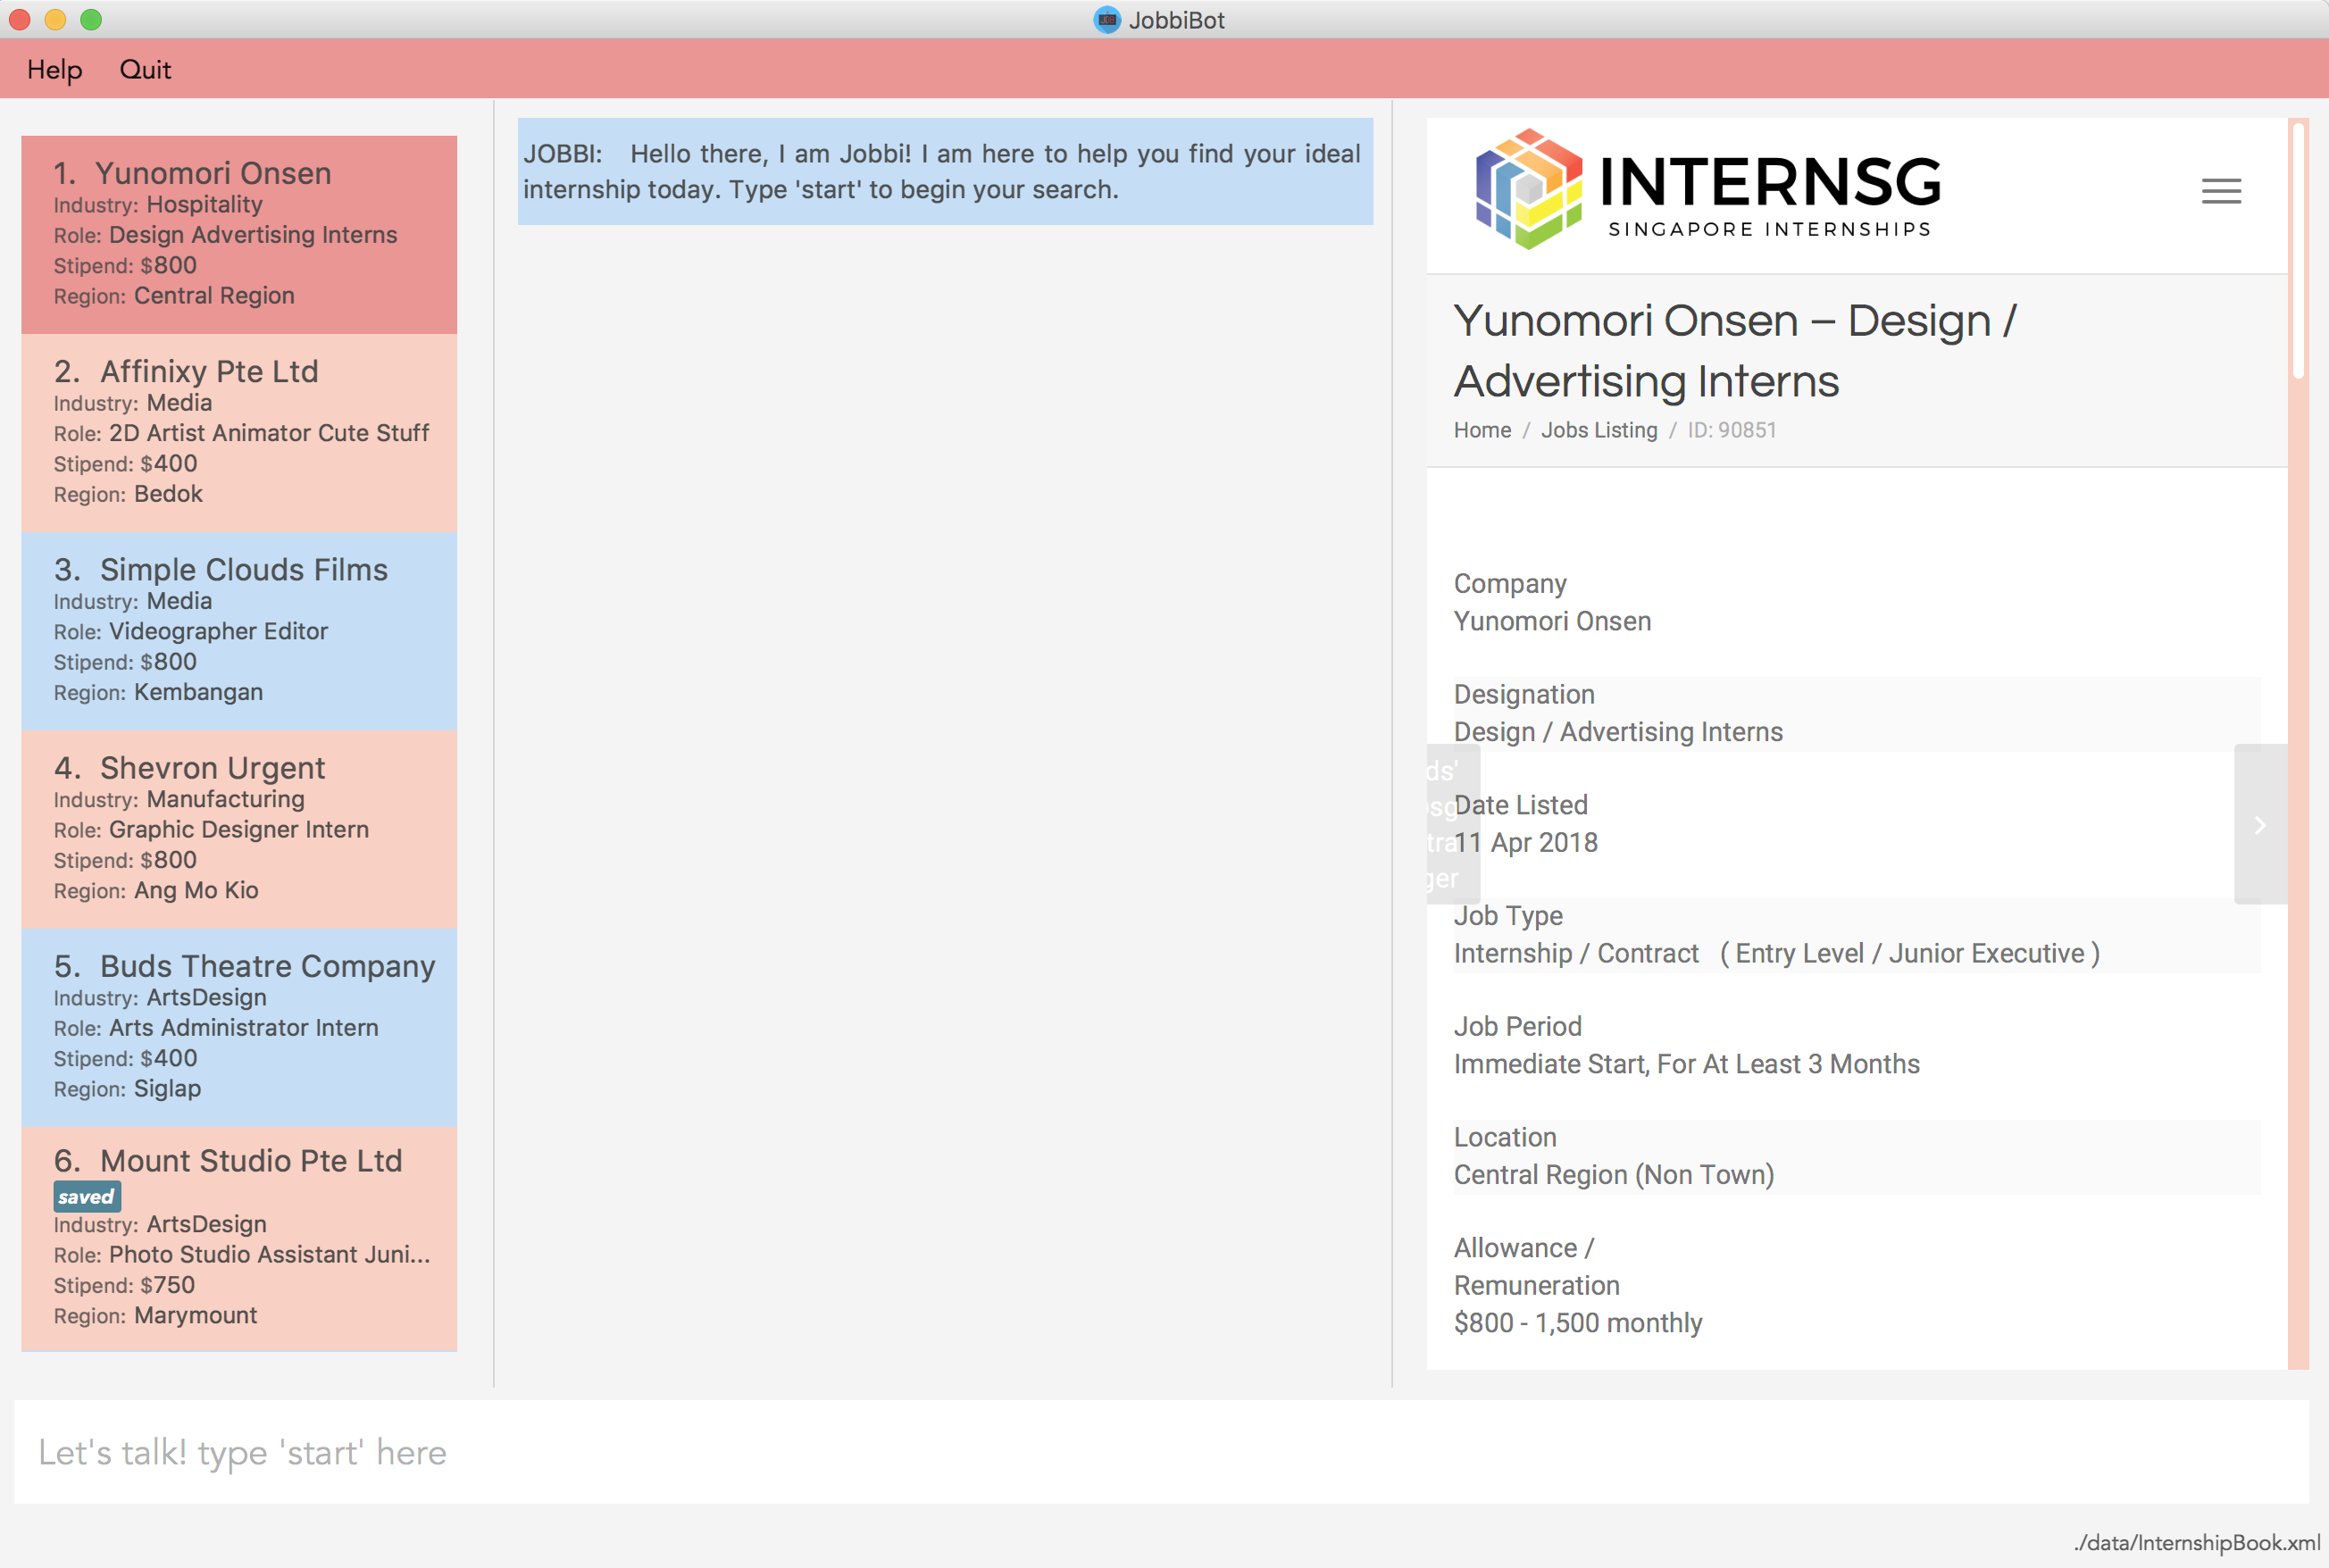 JobbiBot
Help Quit
1. Yunomori Onsen
Industry: Hospitality
Role: Design Advertising Interns
Stipend: $800
Region: Central Region
2. Affinixy Pte Ltd
Industry: Media
Role: 2D Artist Animator Cute Stuff
Stipend: $400
Region: Bedok
3. Simple Clouds Films
Industry: Media
Role: Videographer Editor
Stipend: $800
Region: Kembangan
4. Shevron Urgent
Industry: Manufacturing
Role: Graphic Designer Intern
Stipend: $800
Region: Ang Mo Kio
5. Buds Theatre Company
Industry: ArtsDesign
Role: Arts Administrator Intern
Stipend: $400
Region: Siglap
6. Mount Studio Pte Ltd
saved
Industry: ArtsDesign
Role: Photo Studio Assistant Juni...
Stipend: $750
Region: Marymount
JOBBI: Hello there, I am Jobbi! I am here to help you find your ideal
internship today. Type 'start' to begin your search.
INTERNSG
SINGAPORE INTERNSHIPS
Yunomori Onsen – Design /
Advertising Interns
Home / Jobs Listing / ID: 90851
Company
Yunomori Onsen
Designation
Design / Advertising Interns
Date Listed
11 Apr 2018
Job Type
Internship / Contract ( Entry Level / Junior Executive )
Job Period
Immediate Start, For At Least 3 Months
Location
Central Region (Non Town)
Allowance /
Remuneration
$800 - 1,500 monthly
Let's talk! type 'start' here
./data/InternshipBook.xml